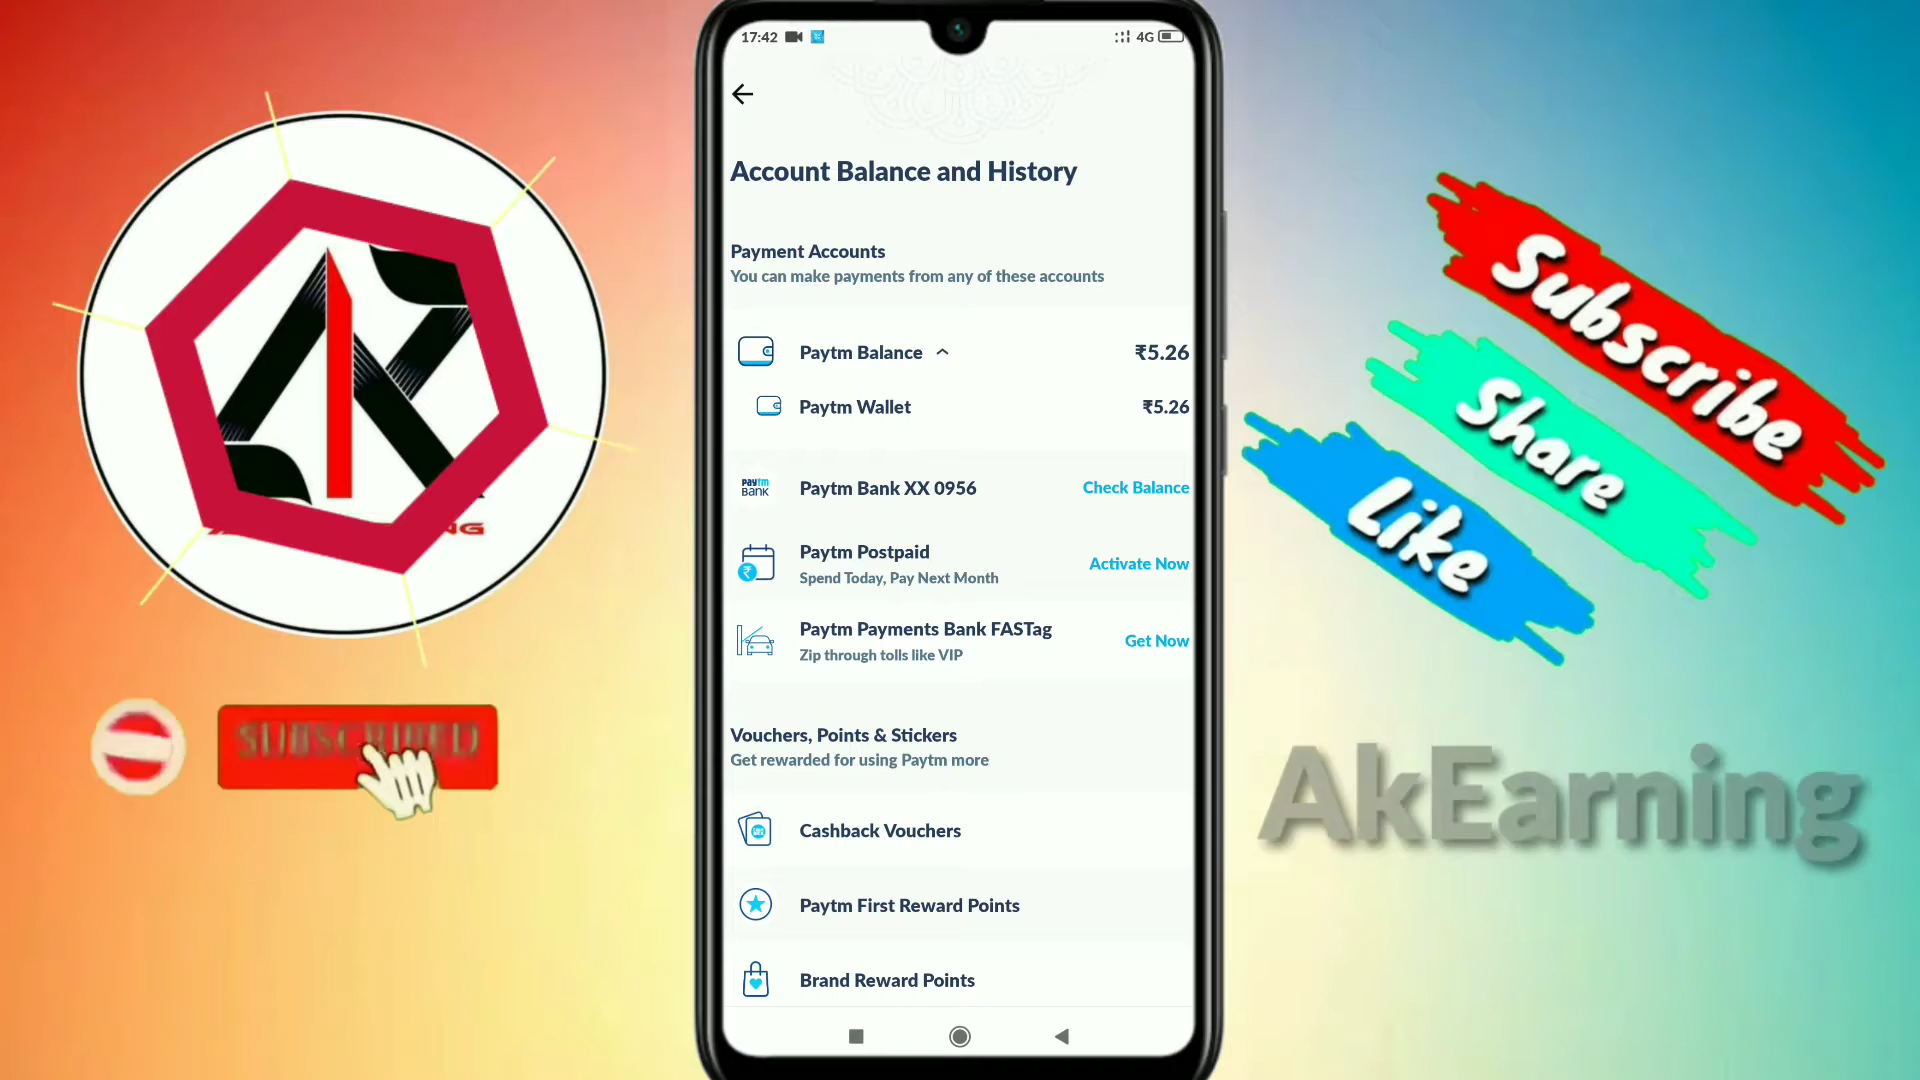 17:42
4G
Account Balance and History
Payment Accounts
You can make payments from any of these accounts
Paytm Balance ₹5.26
Paytm Wallet ₹5.26
paytm
BANK
Paytm Bank XX 0956 Check Balance
Paytm Postpaid
Spend Today, Pay Next Month
Activate Now
Paytm Payments Bank FASTag
Zip through tolls like VIP
Get Now
Vouchers, Points & Stickers
Get rewarded for using Paytm more
Cashback Vouchers
Paytm First Reward Points
Brand Reward Points
SUBSCRIBED
Subscribe
Share
Like
AkEarning